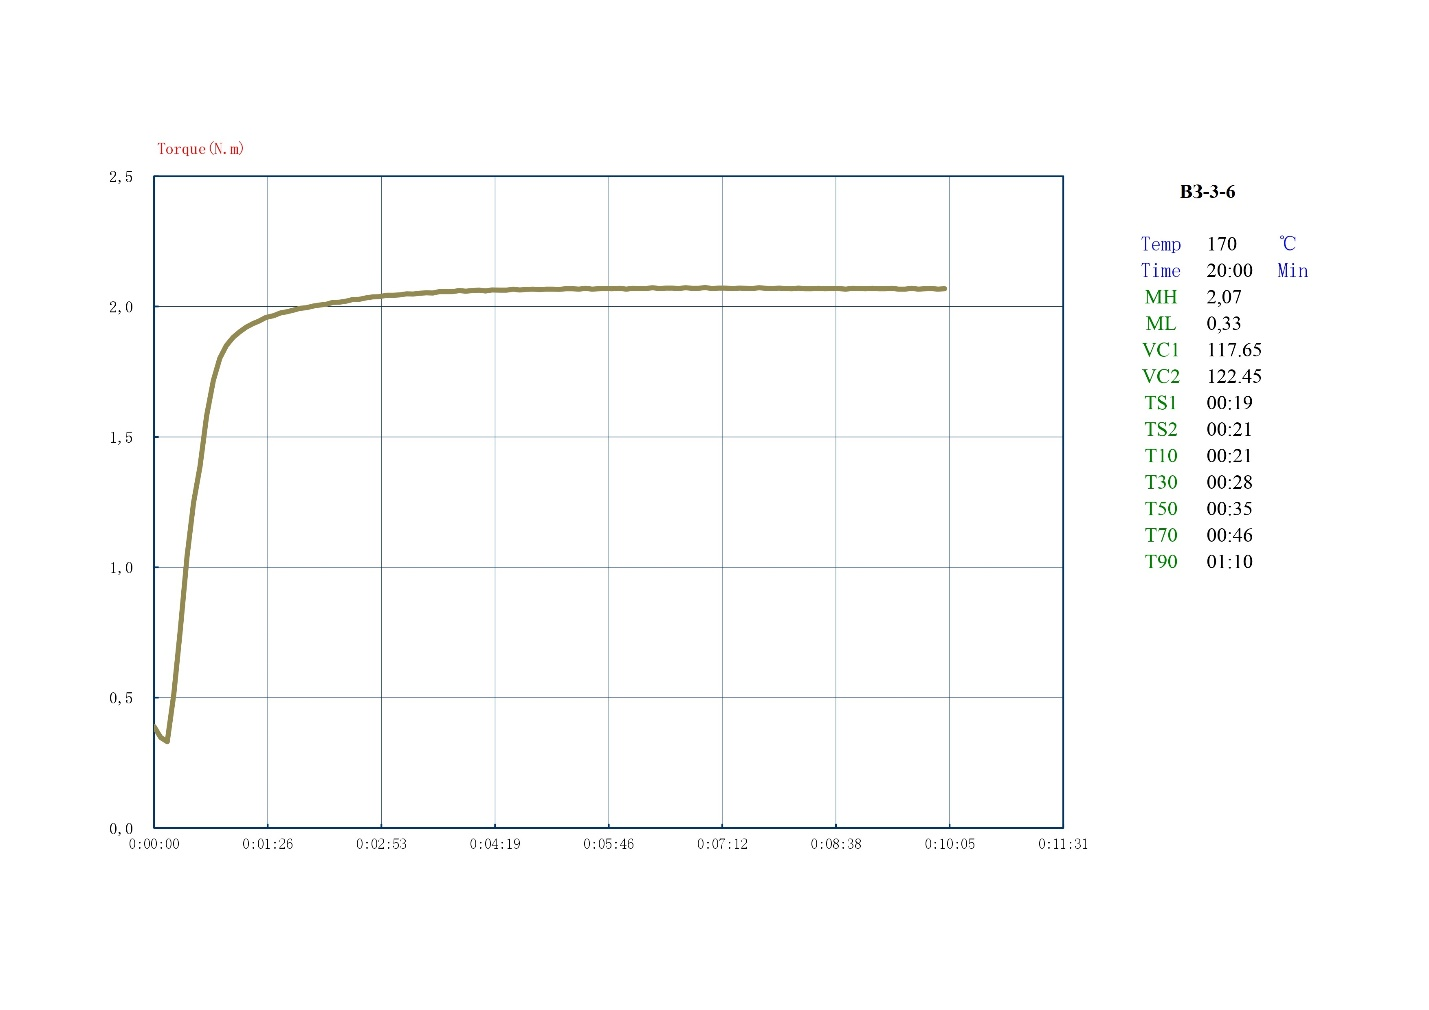 Torque(N.m)
2,5
2,0
1,5
1,0
0,5
0,0
0:00:00 0:01:26 0:02:53 0:04:19 0:05:46 0:07:12 0:08:38 0:10:05 0:11:31
ВЗ-3-6
Temp 170 ℃
Time 20:00 Min
MH 2,07
ML 0,33
VC1 117.65
VC2 122.45
TS1 00:19
TS2 00:21
T10 00:21
T30 00:28
T50 00:35
T70 00:46
T90 01:10